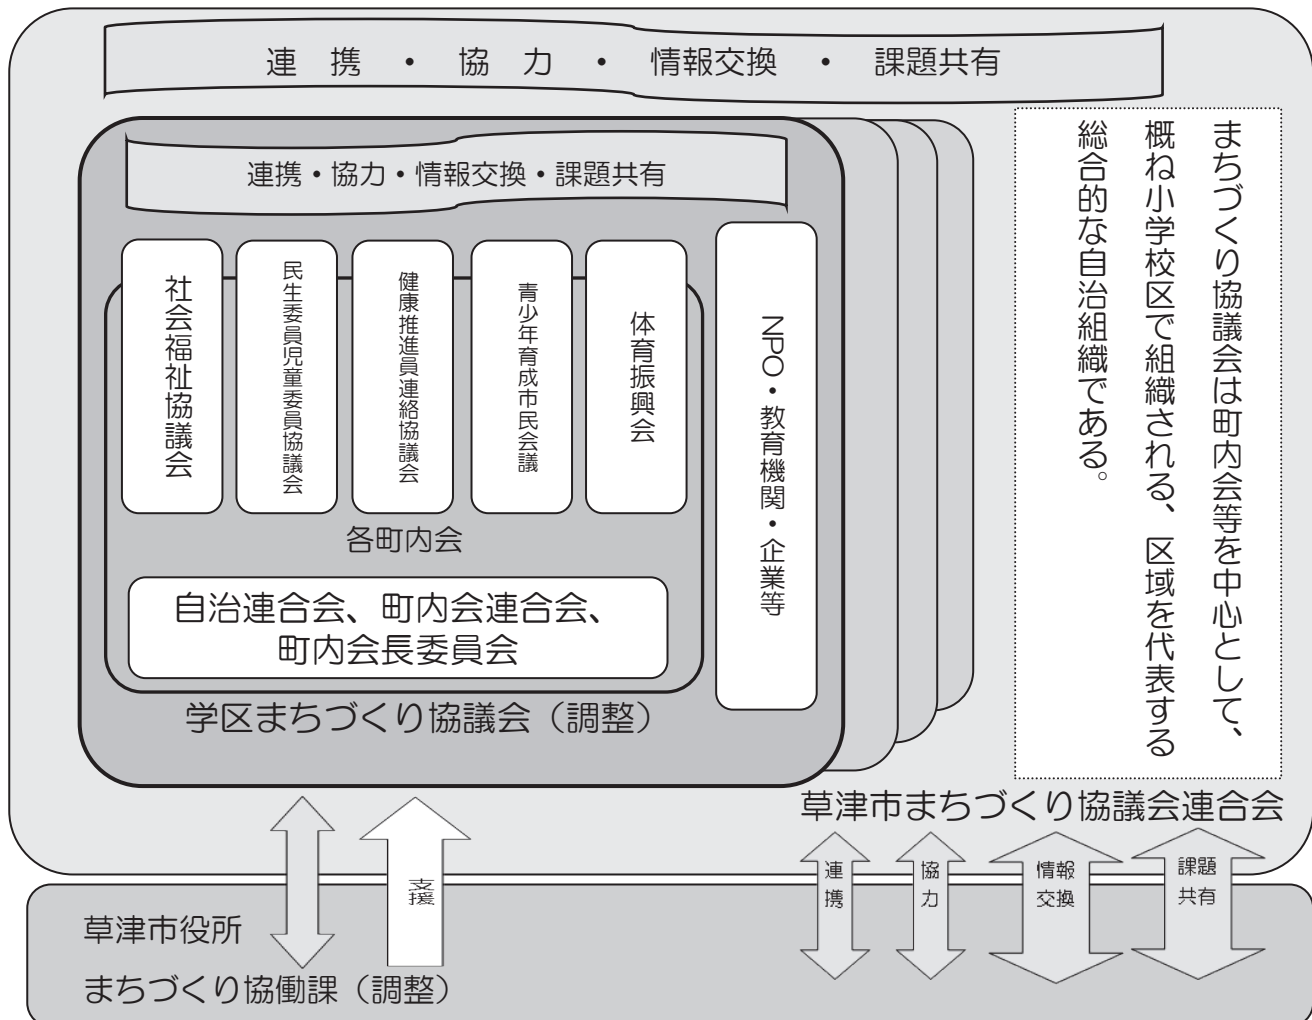 連携・協力・情報交換・課題共有
連携・協力・情報交換・課題共有
社会福祉協議会
民生委員児童委員協議会
健康推進員連絡協議会
青少年育成市民会議
体育振興会
NPO・教育機関・企業等
各町内会
自治連合会、町内会連合会、
町内会長委員会
学区まちづくり協議会（調整）
まちづくり協議会は町内会等を中心として、
概ね小学校区で組織される、区域を代表する
総合的な自治組織である。
草津市まちづくり協議会連合会
支援
連携
協力
情報
交換
課題
共有
草津市役所
まちづくり協働課（調整）